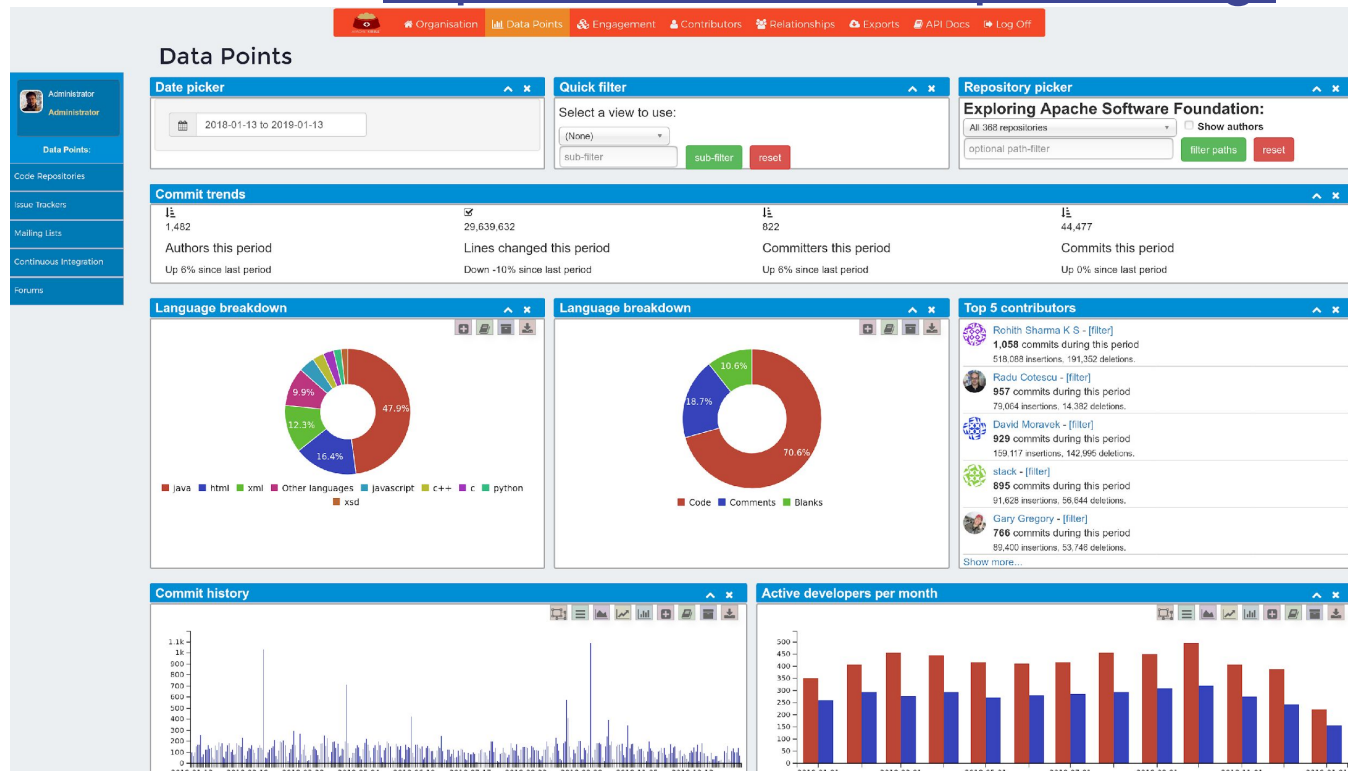 Organisation Data Points Engagement Contributors Relationships Exports API Docs Log Off
Data Points
Administrator
Administrator
Data Points:
Code Repositories
Issue Trackers
Mailing Lists
Continuous Integration
Forums
Date picker
2018-01-13 to 2019-01-13
Quick filter
Select a view to use:
(None)
sub-filter sub-filter reset
Repository picker
Exploring Apache Software Foundation:
All 368 repositories Show authors
optional path-filter filter paths reset
Commit trends
1,482
Authors this period
Up 6% since last period
29,639,632
Lines changed this period
Down -10% since last period
822
Committers this period
Up 6% since last period
44,477
Commits this period
Up 0% since last period
Language breakdown
47.9%
16.4%
12.3%
9.9%
java html xml Other languages javascript c++ c python
xsd
Language breakdown
10.6%
18.7%
70.6%
Code Comments Blanks
Top 5 contributors
Rohith Sharma K S - [filter]
1,058 commits during this period
518,088 insertions, 191,352 deletions.
Radu Cotescu - [filter]
957 commits during this period
79,064 insertions, 14,382 deletions.
David Moravek - [filter]
929 commits during this period
159,117 insertions, 142,995 deletions.
stack - [filter]
895 commits during this period
91,628 insertions, 56,644 deletions.
Gary Gregory - [filter]
766 commits during this period
89,400 insertions, 53,746 deletions.
Show more...
Commit history
1.1k
1k
900
800
700
600
500
400
300
200
100
0
Active developers per month
500
450
400
350
300
250
200
150
100
50
0